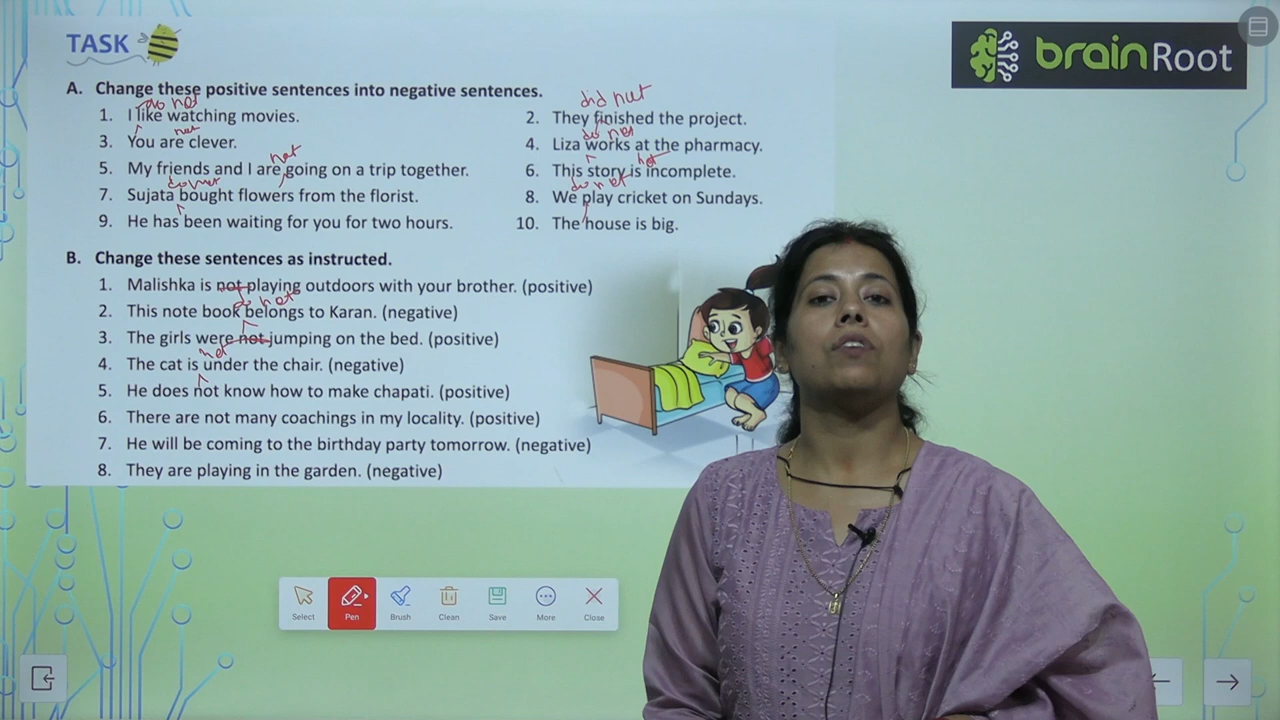 TASK
brainRoot
A. Change these positive sentences into negative sentences.
do not
did not
1. I like watching movies.
2. They finished the project.
not
do not
3. You are clever.
4. Liza works at the pharmacy.
not
not
5. My friends and I are going on a trip together.
6. This story is incomplete.
do not
do not
7. Sujata bought flowers from the florist.
8. We play cricket on Sundays.
9. He has been waiting for you for two hours.
10. The house is big.
B. Change these sentences as instructed.
1. Malishka is not playing outdoors with your brother. (positive)
do not
2. This note book belongs to Karan. (negative)
3. The girls were not jumping on the bed. (positive)
not
4. The cat is under the chair. (negative)
5. He does not know how to make chapati. (positive)
6. There are not many coachings in my locality. (positive)
7. He will be coming to the birthday party tomorrow. (negative)
8. They are playing in the garden. (negative)
Select Pen Brush Clean Save More Close